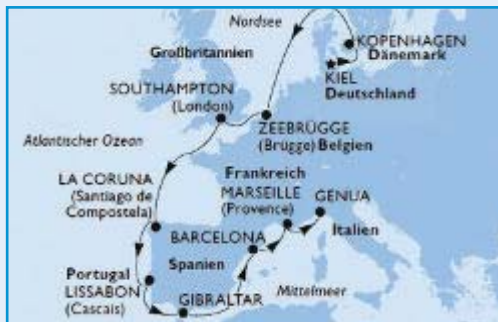 Nordsee
KOPENHAGEN
Dänemark
Großbritannien
KIEL
Deutschland
SOUTHAMPTON
(London)
ZEEBRÜGGE
(Brügge) Belgien
Atlantischer Ozean
Frankreich
LA CORUNA
(Santiago de
Compostela)
MARSEILLE
(Provence)
GENUA
Italien
BARCELONA
Spanien
Portugal
LISSABON
(Cascais)
GIBRALTAR
Mittelmeer